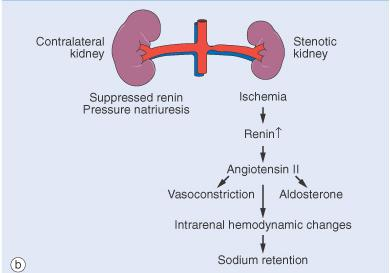 Contralateral
kidney
Stenotic
kidney
Suppressed renin
Pressure natriuresis
Ischemia
Renin↑
Angiotensin II
Vasoconstriction
Aldosterone
Intrarenal hemodynamic changes
Sodium retention
b